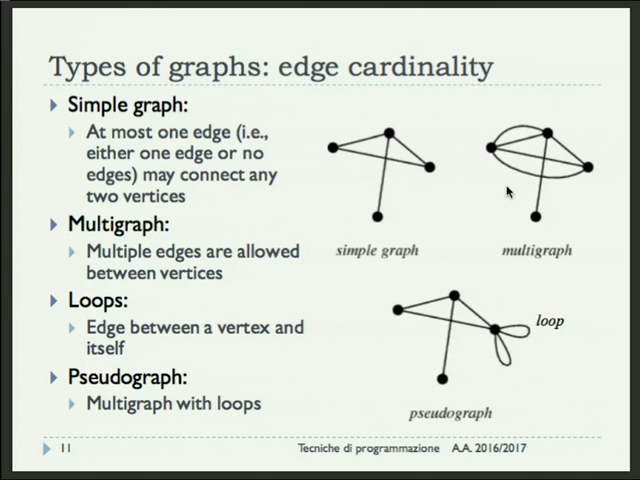 Types of graphs: edge cardinality
Simple graph:
At most one edge (i.e.,
either one edge or no
edges) may connect any
two vertices
Multigraph:
Multiple edges are allowed
between vertices
Loops:
Edge between a vertex and
itself
Pseudograph:
Multigraph with loops
simple graph
multigraph
loop
pseudograph
11
Tecniche di programmazione A.A. 2016/2017